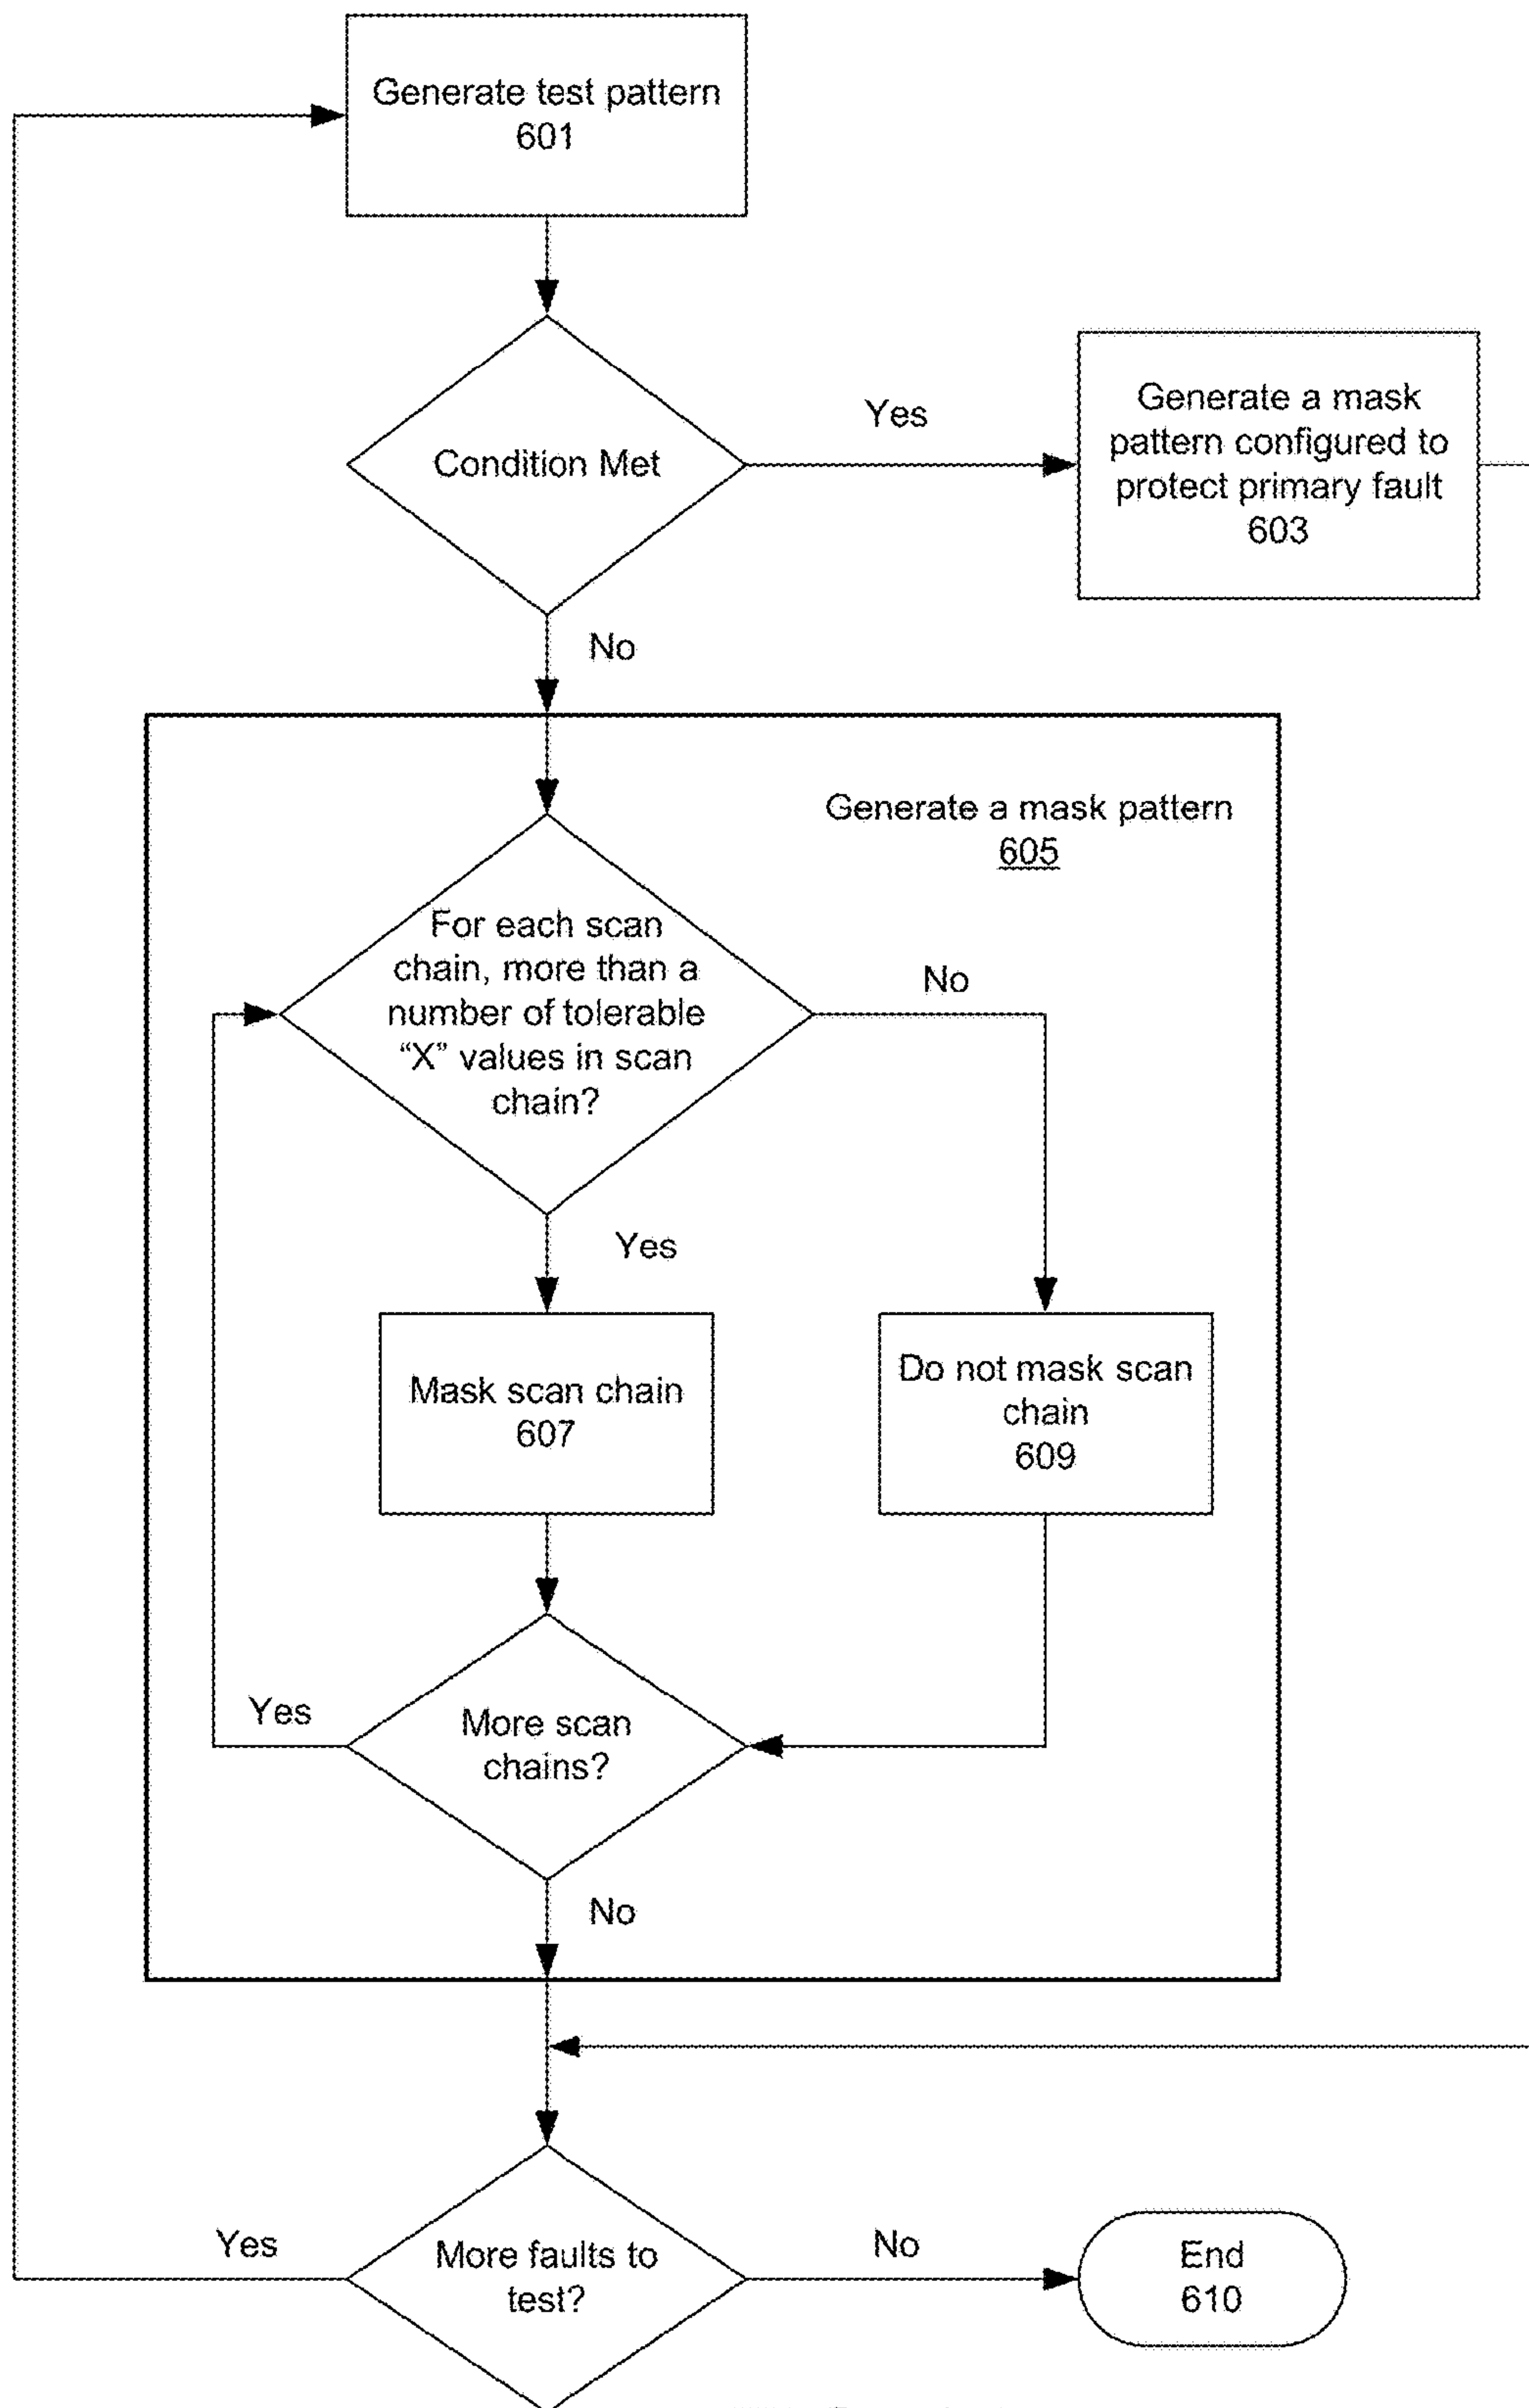 Generate test pattern
601
Condition Met
Yes
Generate a mask
pattern configured to
protect primary fault
603
No
Generate a mask pattern
605
For each scan
chain, more than a
number of tolerable
“X” values in scan
chain?
No
Yes
Mask scan chain
607
Do not mask scan
chain
609
Yes
More scan
chains?
No
Yes
More faults to
test?
No
End
610